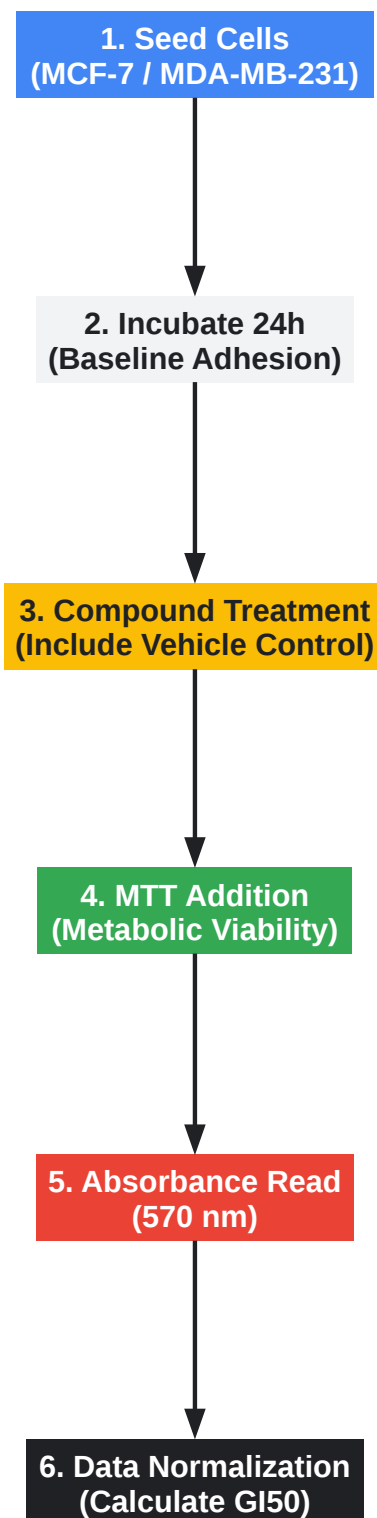 1. Seed Cells
(MCF-7 / MDA-MB-231)
2. Incubate 24h
(Baseline Adhesion)
3. Compound Treatment
(Include Vehicle Control)
4. MTT Addition
(Metabolic Viability)
5. Absorbance Read
(570 nm)
6. Data Normalization
(Calculate GI50)